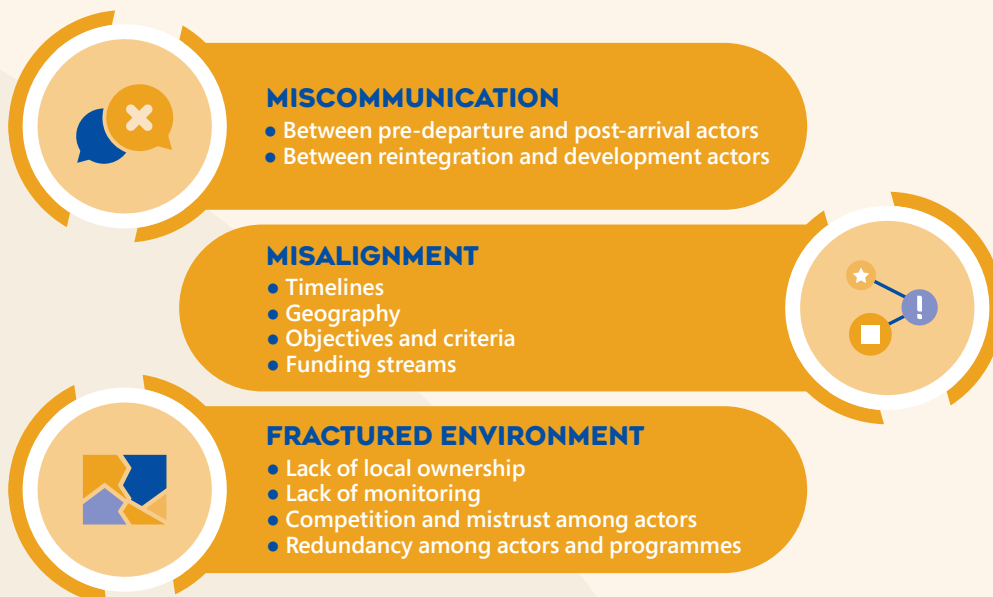 MISCOMMUNICATION
● Between pre-departure and post-arrival actors
● Between reintegration and development actors
MISALIGNMENT
● Timelines
● Geography
● Objectives and criteria
● Funding streams
FRACTURED ENVIRONMENT
● Lack of local ownership
● Lack of monitoring
● Competition and mistrust among actors
● Redundancy among actors and programmes